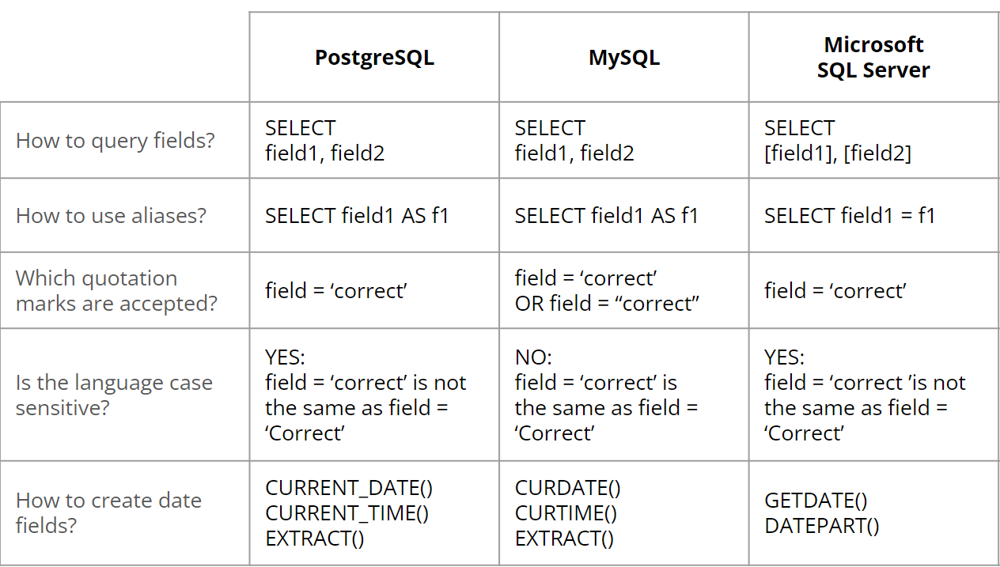 PostgreSQL
MySQL
Microsoft
SQL Server
How to query fields?
SELECT
field1, field2
SELECT
field1, field2
SELECT
[field1], [field2]
How to use aliases?
SELECT field1 AS f1
SELECT field1 AS f1
SELECT field1 = f1
Which quotation
marks are accepted?
field = ‘correct’
field = ‘correct’
OR field = “correct”
field = ‘correct’
Is the language case
sensitive?
YES:
field = ‘correct’ is not
the same as field =
‘Correct’
NO:
field = ‘correct’ is
the same as field =
‘Correct’
YES:
field = ‘correct ’is not
the same as field =
‘Correct’
How to create date
fields?
CURRENT_DATE()
CURRENT_TIME()
EXTRACT()
CURDATE()
CURTIME()
EXTRACT()
GETDATE()
DATEPART()